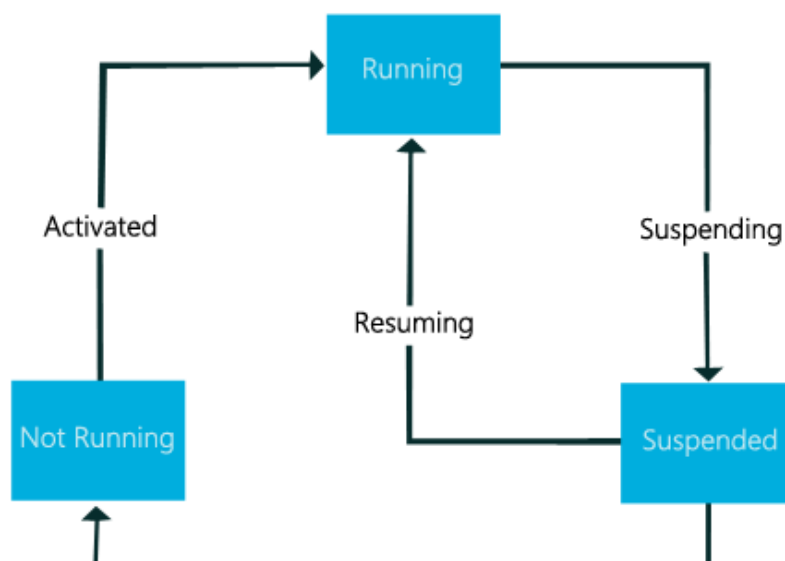 Running
Activated
Suspending
Resuming
Not Running
Suspended